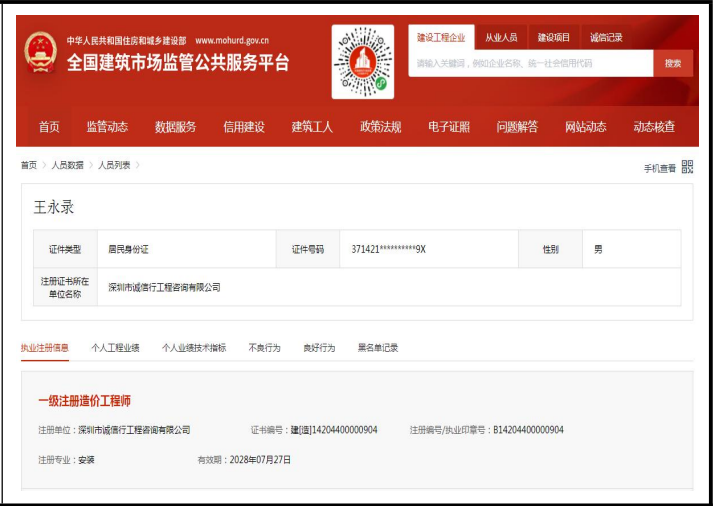 中华人民共和国住房和城乡建设部 www.mohurd.gov.cn
全国建筑市场监管公共服务平台
建设工程企业 从业人员 建设项目 诚信记录
请输入关键词，例如企业名称、统一社会信用代码 搜索
首页 监管动态 数据服务 信用建设 建筑工人 政策法规 电子证照 问题解答 网站动态 动态核查
首页 > 人员数据 > 人员列表 >
手机查看
王永录
证件类型 居民身份证 证件号码 371421**********9X 性别 男
注册证书所在
单位名称
深圳市诚信行工程咨询有限公司
执业注册信息 个人工程业绩 个人业绩技术指标 不良行为 良好行为 黑名单记录
一级注册造价工程师
注册单位：深圳市诚信行工程咨询有限公司 证书编号：建[造]14204400000904 注册编号/执业印章号：B14204400000904
注册专业：安装 有效期：2028年07月27日